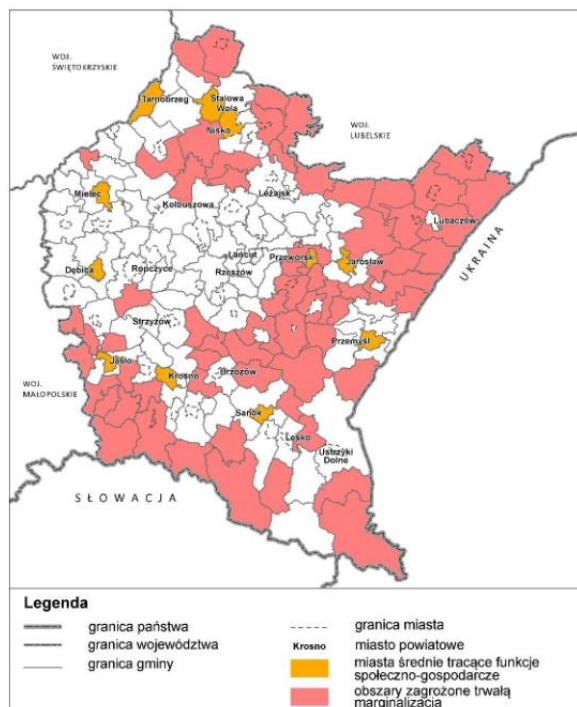 WOJ.
ŚWIĘTOKRZYSKIE
Tarnobrzeg
Stalowa
Wola
Nisko
WOJ.
LUBELSKIE
Mielec
Kolbuszowa
Leżajsk
Lubaczów
Dębica
Ropczyce
Łańcut
Rzeszów
Przeworsk
Jarosław
UKRAINA
Strzyżów
Przemyśl
Jasło
Krosno
Brzozów
WOJ.
MAŁOPOLSKIE
Sanok
Lesko
Ustrzyki
Dolne
SŁOWACJA
Legenda
granica państwa
granica województwa
granica gminy
granica miasta
Krosno miasto powiatowe
miasta średnie tracące funkcje
społeczno-gospodarcze
obszary zagrożone trwałą
marginalizacją